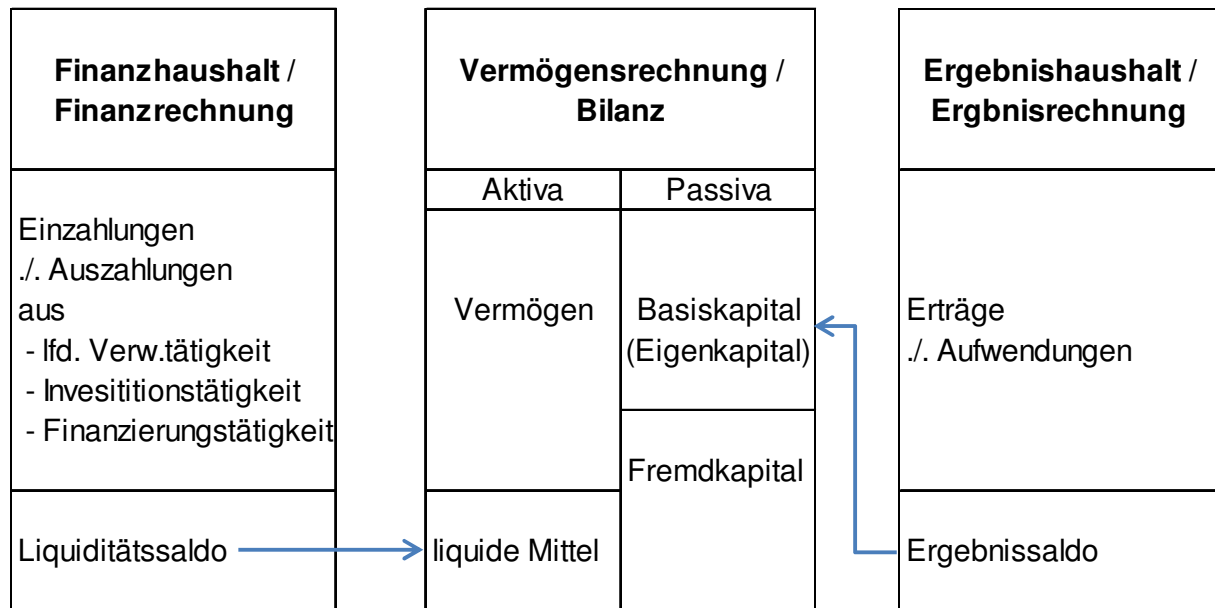 Finanzhaushalt /
Finanzrechnung
Einzahlungen
./. Auszahlungen
aus
- lfd. Verw.tätigkeit
- Invesititionstätigkeit
- Finanzierungstätigkeit
Liquiditätssaldo
Vermögensrechnung /
Bilanz
Aktiva
Passiva
Vermögen
liquide Mittel
Basiskapital
(Eigenkapital)
Fremdkapital
Ergebnishaushalt /
Ergbnisrechnung
Erträge
./. Aufwendungen
Ergebnissaldo